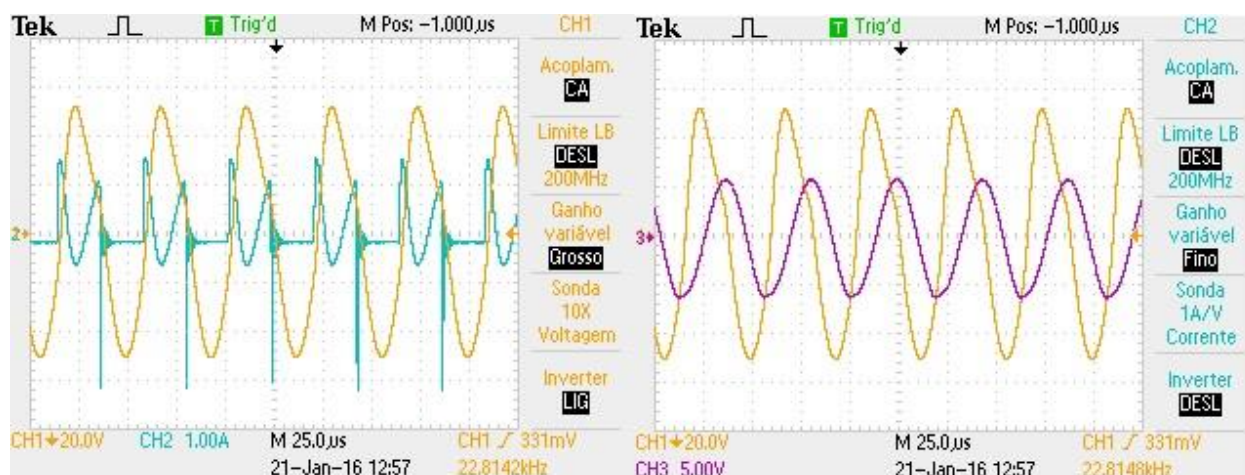 Tek T Trig'd M Pos: -1.000µs CH1
Acoplam.
CA
Limite LB
DESL
200MHz
2
Ganho
variável
Grosso
Sonda
10X
Voltagem
Inverter
LIG
CH1 20.0V CH2 1.00A M 25.0µs CH1 331mV
21-Jan-16 12:57 22.8142kHz
Tek T Trig'd M Pos: -1.000µs CH2
Acoplam.
CA
Limite LB
DESL
200MHz
3
Ganho
variável
Fino
Sonda
1A/V
Corrente
Inverter
DESL
CH1 20.0V M 25.0µs CH1 331mV
CH3 5.00V 21-Jan-16 12:57 22.8148kHz